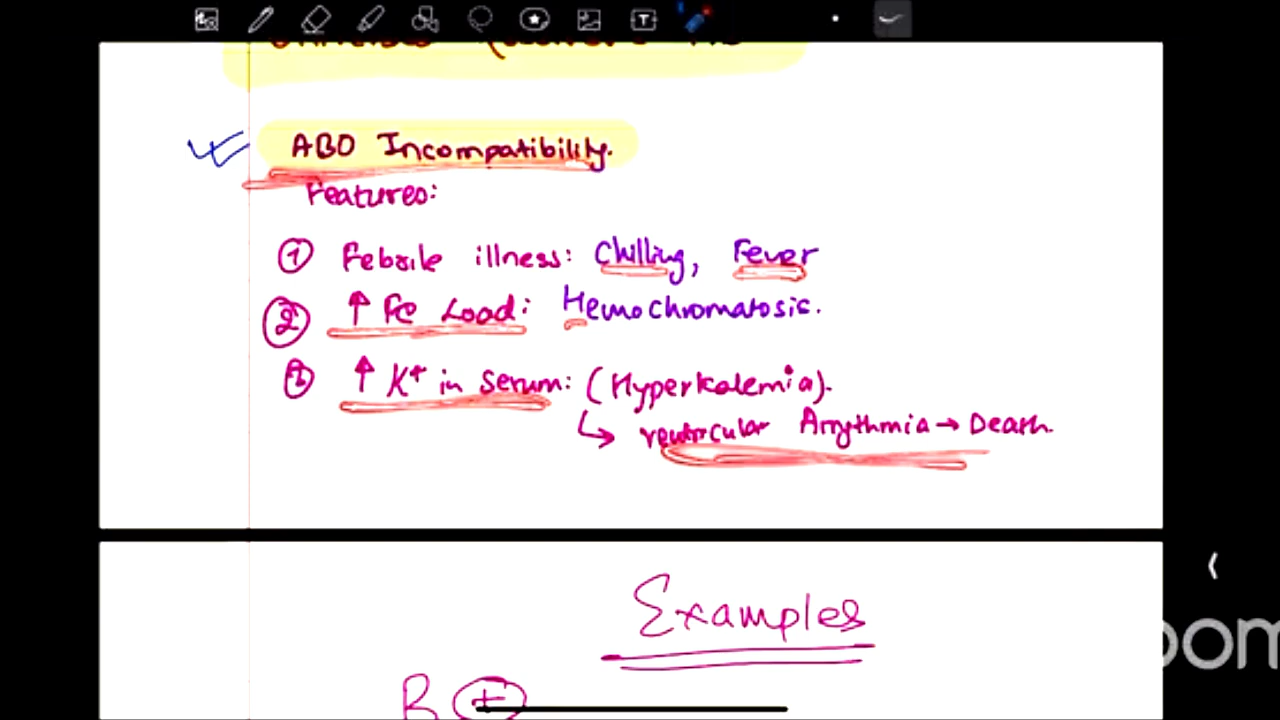 ABO Incompatibility.
Features:
① Febrile illness: Chilling, Fever
② ↑ Fe Load: Hemochromatosis.
③ ↑ K+ in Serum: (Hyperkalemia).
↳ ventricular Arrythmia → Death.
Examples
B +
oom